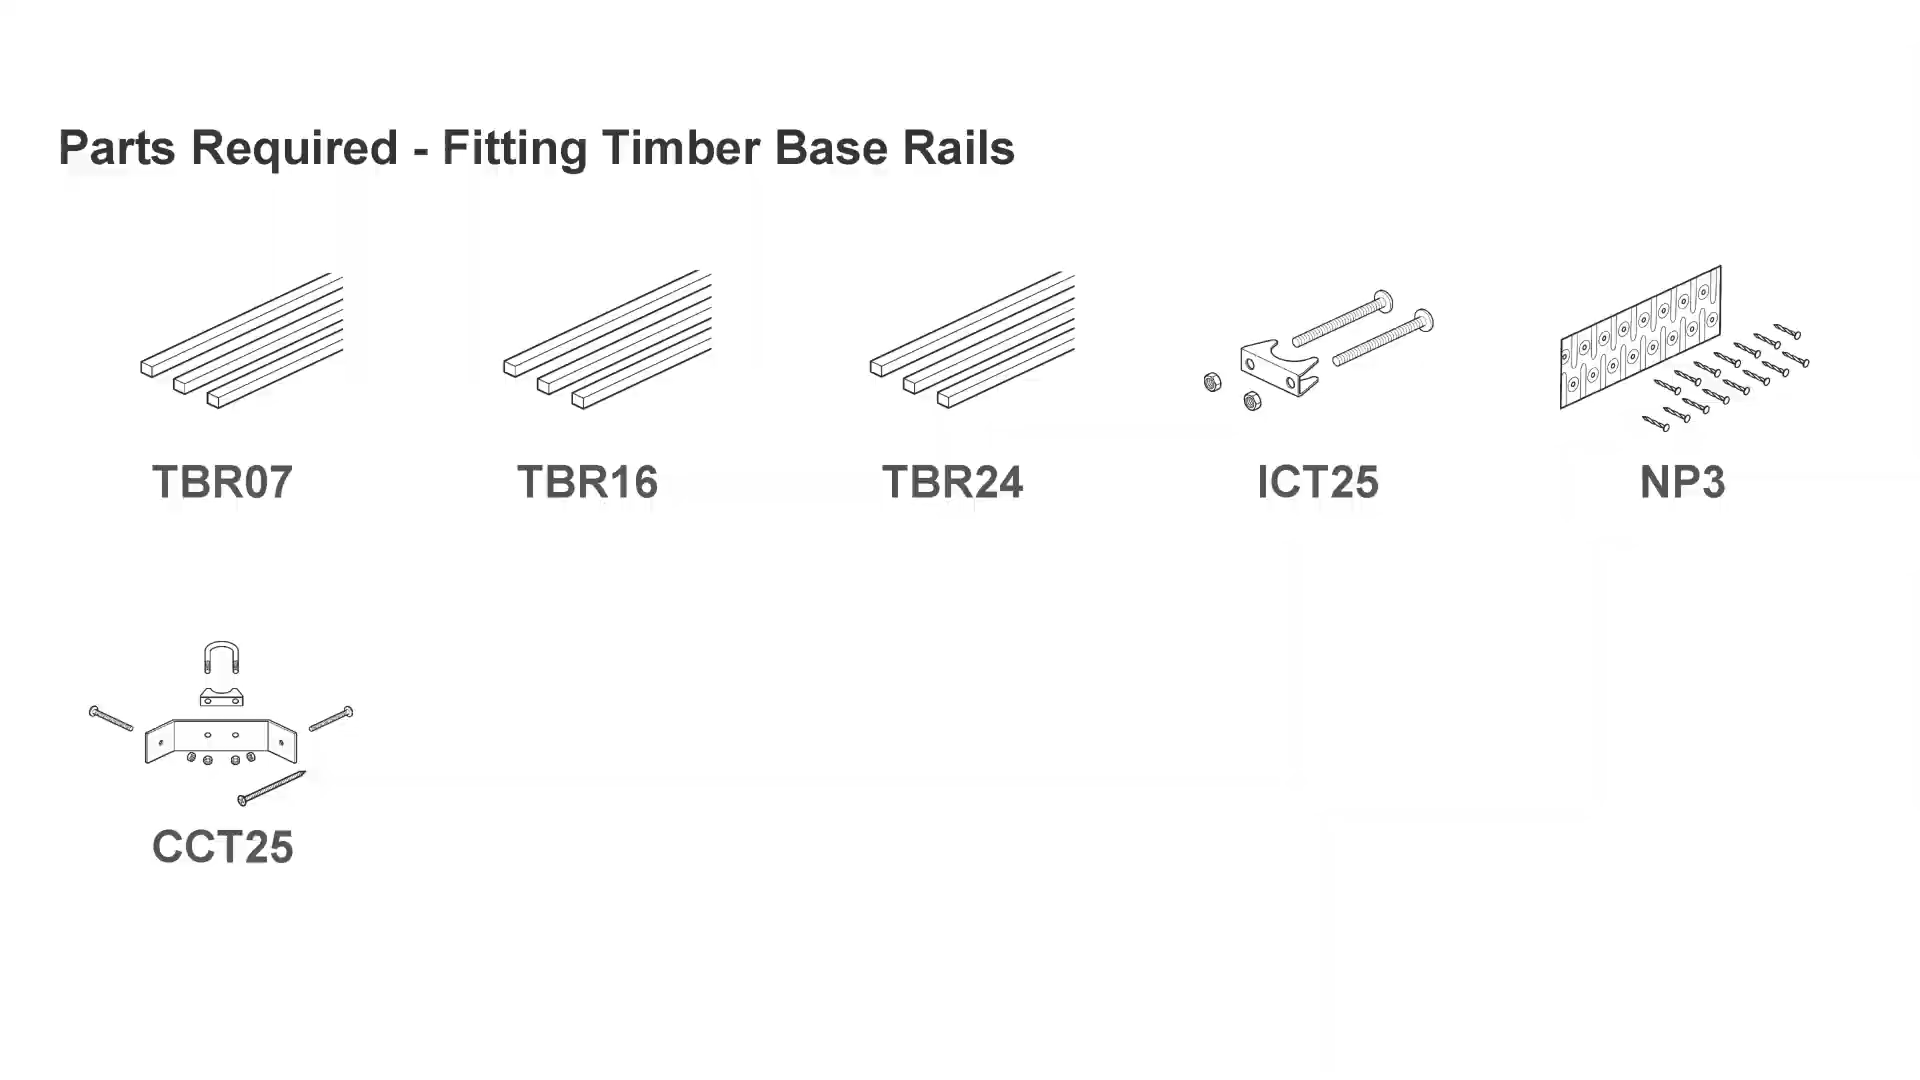 Parts Required - Fitting Timber Base Rails
TBR07
TBR16
TBR24
ICT25
NP3
CCT25